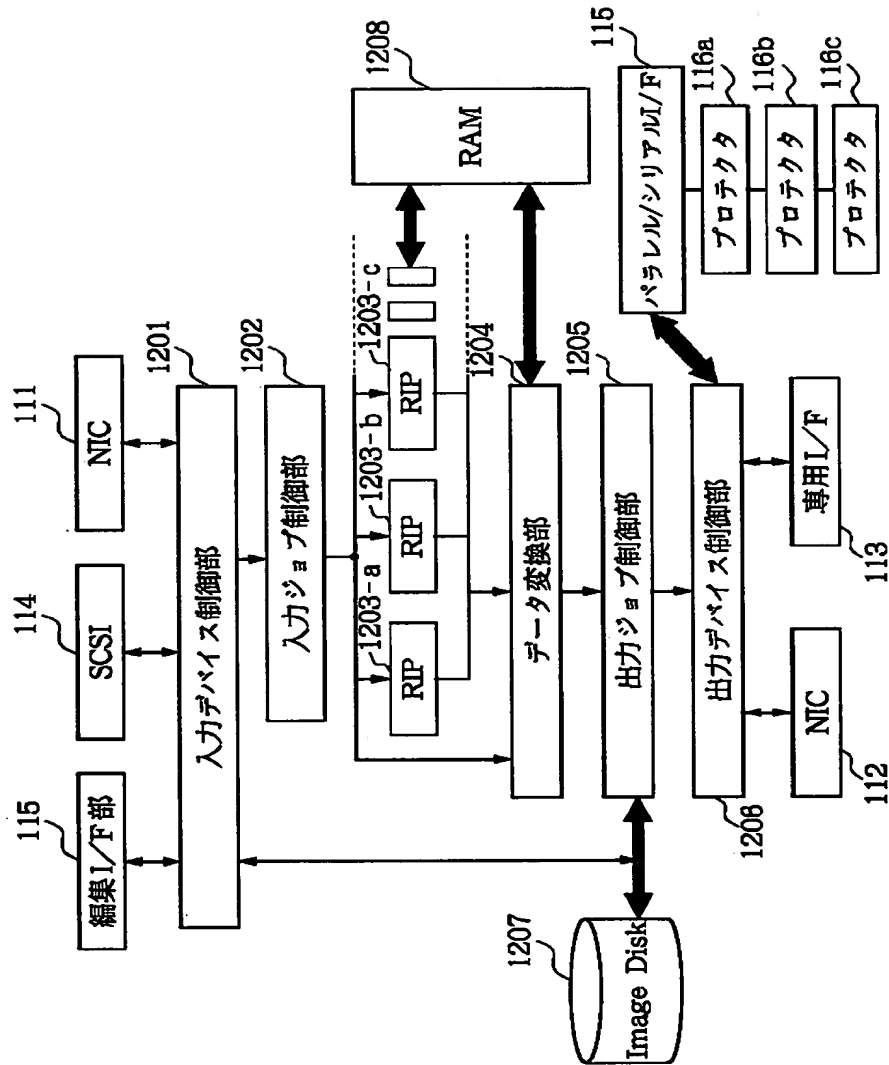 115
編集I/F部
114
SCSI
111
NIC
入力デバイス制御部
1201
入力ジョブ制御部
1202
1203-a
1203-b
1203-c
RIP
RIP
RIP
1208
RAM
データ変換部
1204
出力ジョブ制御部
1205
1207
Image Disk
出力デバイス制御部
1206
NIC
112
専用I/F
113
115
パラレル/シリアルI/F
116a
プロテクタ
116b
プロテクタ
116c
プロテクタ